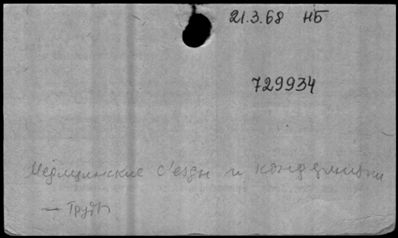 21.3.68 НБ
729934
Медицинские с'езды и конференции
— Труды